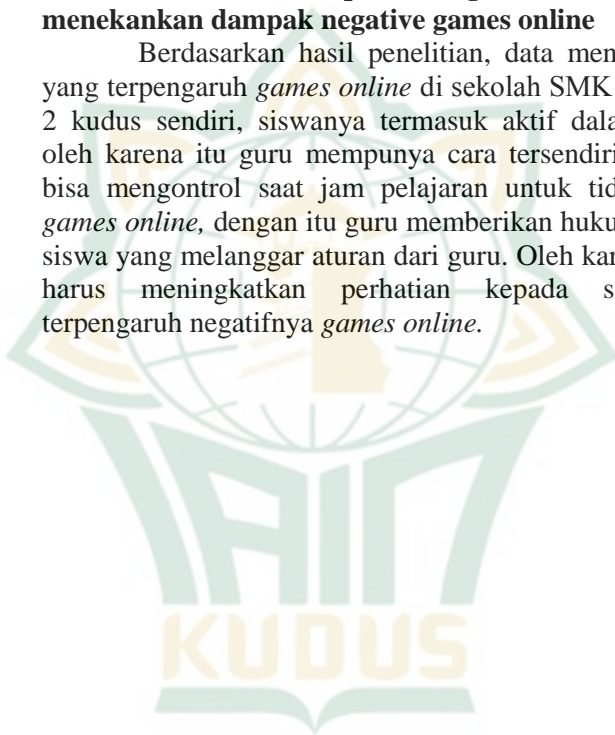 menekankan dampak negative games online
Berdasarkan hasil penelitian, data men
yang terpengaruh games online di sekolah SMK
2 kudus sendiri, siswanya termasuk aktif dala
oleh karena itu guru mempunya cara tersendiri
bisa mengontrol saat jam pelajaran untuk tid
games online, dengan itu guru memberikan huku
siswa yang melanggar aturan dari guru. Oleh kar
harus meningkatkan perhatian kepada s
terpengaruh negatifnya games online.
IAIN
KUDUS